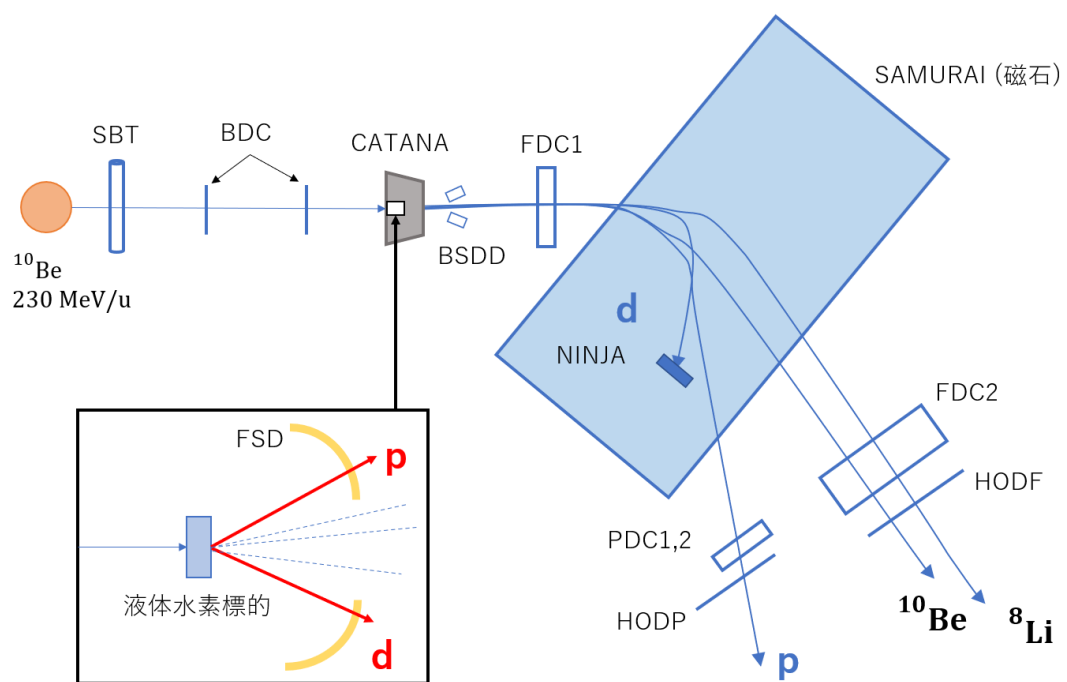 SAMURAI (磁石)
SBT
BDC
CATANA
FDC1
BSDD
¹⁰Be
230 MeV/u
d
NINJA
FDC2
HODF
FSD
p
液体水素標的
d
PDC1,2
HODP
p
¹⁰Be
⁸Li